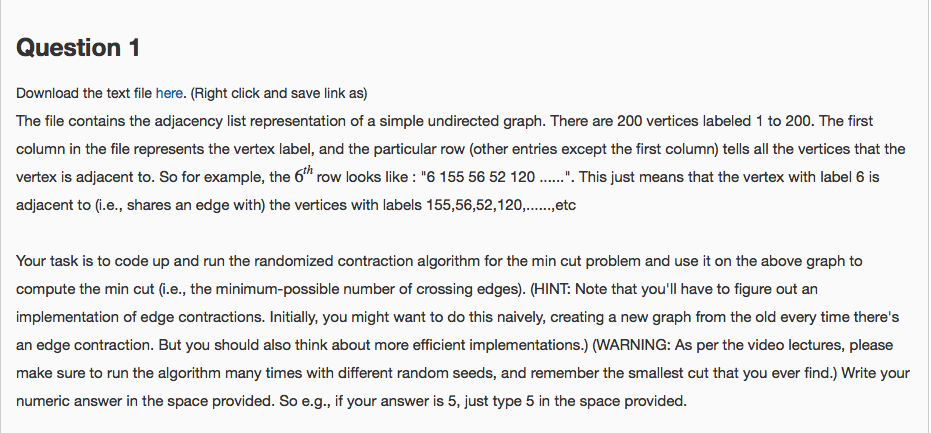 Question 1
Download the text file here. (Right click and save link as)
The file contains the adjacency list representation of a simple undirected graph. There are 200 vertices labeled 1 to 200. The first
column in the file represents the vertex label, and the particular row (other entries except the first column) tells all the vertices that the
vertex is adjacent to. So for example, the 6th row looks like : "6 155 56 52 120 ......". This just means that the vertex with label 6 is
adjacent to (i.e., shares an edge with) the vertices with labels 155,56,52,120,......,etc
Your task is to code up and run the randomized contraction algorithm for the min cut problem and use it on the above graph to
compute the min cut (i.e., the minimum-possible number of crossing edges). (HINT: Note that you'll have to figure out an
implementation of edge contractions. Initially, you might want to do this naively, creating a new graph from the old every time there's
an edge contraction. But you should also think about more efficient implementations.) (WARNING: As per the video lectures, please
make sure to run the algorithm many times with different random seeds, and remember the smallest cut that you ever find.) Write your
numeric answer in the space provided. So e.g., if your answer is 5, just type 5 in the space provided.